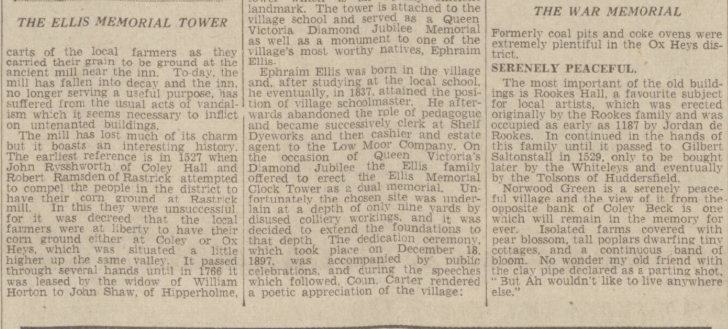 THE ELLIS MEMORIAL TOWER
carts of the local farmers as they
carried their grain to be ground at the
ancient mill near the inn. To-day, the
mill has fallen into decay and the inn,
no longer serving a useful purpose, has
suffered from the usual acts of vandal-
ism which it seems necessary to inflict
on untenanted buildings.
The mill has lost much of its charm
but it boasts an interesting history.
The earliest reference is in 1527 when
John Rysshworth of Coley Hall and
Robert Ramsden of Rastrick attempted
to compel the people in the district to
have their corn ground at Rastrick
mill. In this they were unsuccessful
for it was decreed that the local
farmers were at liberty to have their
corn ground either at Coley or Ox
Heys, which was situated a little
higher up the same valley. It passed
through several hands until in 1766 it
was leased by the widow of William
Horton to John Shaw, of Hipperholme,
landmark. The tower is attached to the
village school and served as a Queen
Victoria Diamond Jubilee Memorial
as well as a monument to one of the
village's most worthy natives, Ephraim
Ellis.
Ephraim Ellis was born in the village
and, after studying at the local school,
he eventually, in 1837, attained the posi-
tion of village schoolmaster. He after-
wards abandoned the role of pedagogue
and became successively clerk at Shelf
Dyeworks and then cashier and estate
agent to the Low Moor Company. On
the occasion of Queen Victoria's
Diamond Jubilee the Ellis family
offered to erect the Ellis Memorial
Clock Tower as a dual memorial. Un-
fortunately the chosen site was under-
lain at a depth of only nine yards by
disused colliery workings, and it was
decided to extend the foundations to
that depth. The dedication ceremony,
which took place on December 18,
1897, was accompanied by public
celebrations, and during the speeches
which followed, Coun. Carter rendered
a poetic appreciation of the village:
THE WAR MEMORIAL
Formerly coal pits and coke ovens were
extremely plentiful in the Ox Heys dis-
trict.
SERENELY PEACEFUL.
The most important of the old build-
ings is Rookes Hall, a favourite subject
for local artists, which was erected
originally by the Rookes family and was
occupied as early as 1187 by Jordan of
Rookes. In continued in the hands of
this family until it passed to Gilbert
Saltonstall in 1529, only to be bought
later by the Whiteleys and eventually
by the Tolsons of Huddersfield.
Norwood Green is a serenely peace-
ful village and the view of it from the
opposite bank of Coley Beck is one
which will remain in the memory for
ever. Isolated farms covered with
pear blossom, tall poplars dwarfing tiny
cottages, and a continuous band of
bloom. No wonder my old friend with
the clay pipe declared as a parting shot,
"But Ah wouldn't like to live anywhere
else."